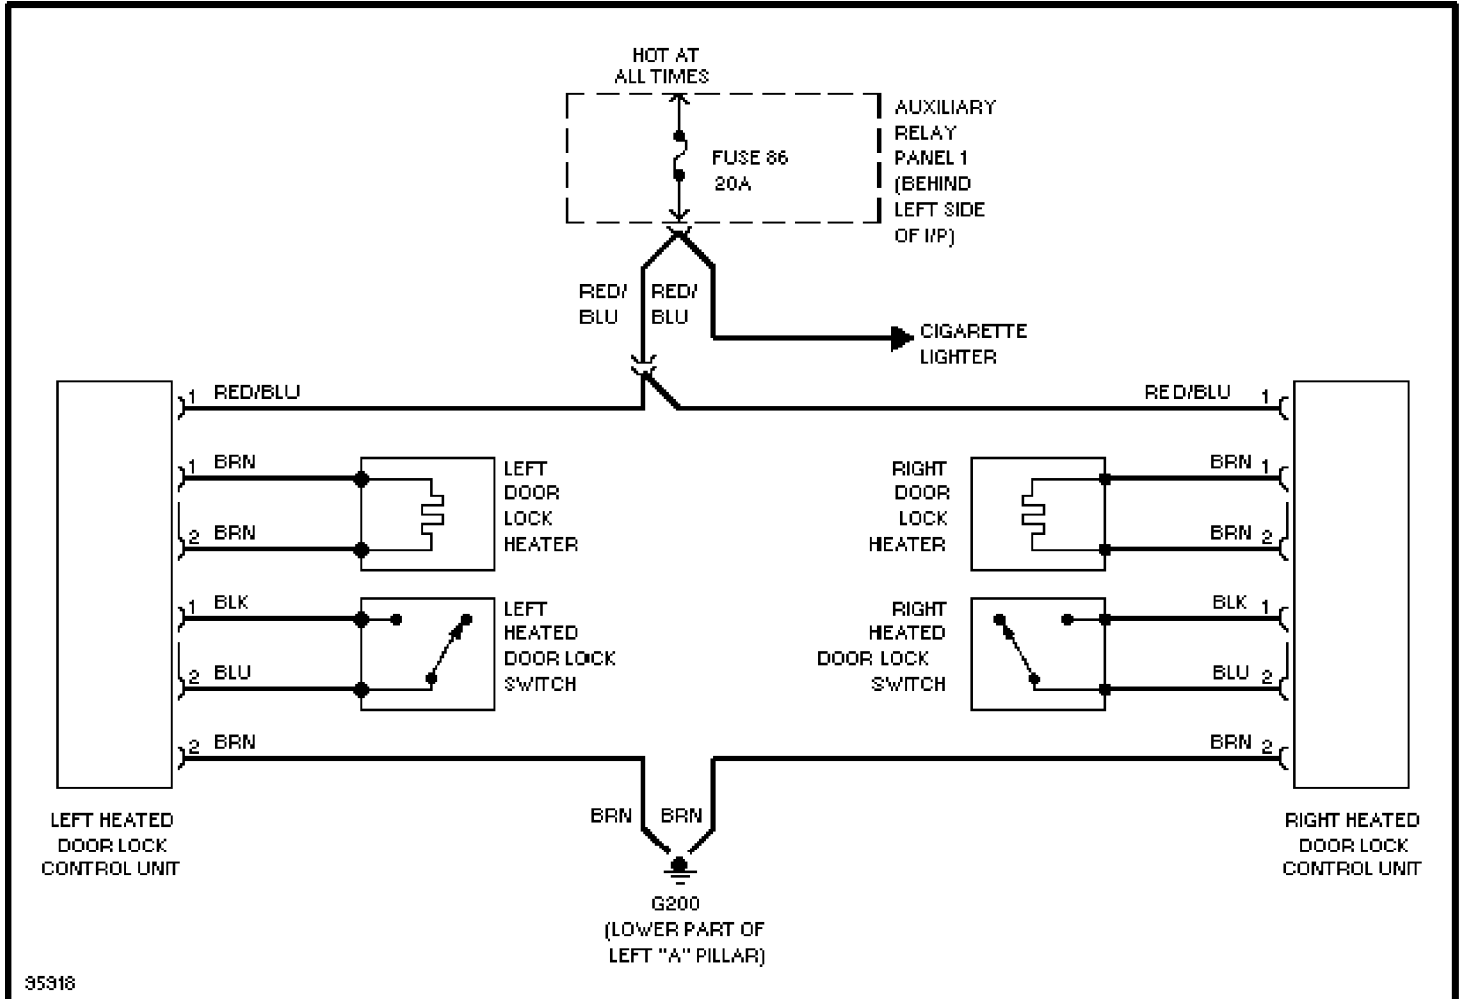 HOT AT
ALL TIMES
FUSE 86
20A
AUXILIARY
RELAY
PANEL 1
(BEHIND
LEFT SIDE
OF I/P)
RED/
BLU
RED/
BLU
CIGARETTE
LIGHTER
1 RED/BLU
RED/BLU 1
1 BRN
2 BRN
LEFT
DOOR
LOCK
HEATER
RIGHT
DOOR
LOCK
HEATER
BRN 1
BRN 2
1 BLK
2 BLU
LEFT
HEATED
DOOR LOCK
SWITCH
RIGHT
HEATED
DOOR LOCK
SWITCH
BLK 1
BLU 2
2 BRN
BRN 2
BRN BRN
LEFT HEATED
DOOR LOCK
CONTROL UNIT
RIGHT HEATED
DOOR LOCK
CONTROL UNIT
G200
(LOWER PART OF
LEFT "A" PILLAR)
95918